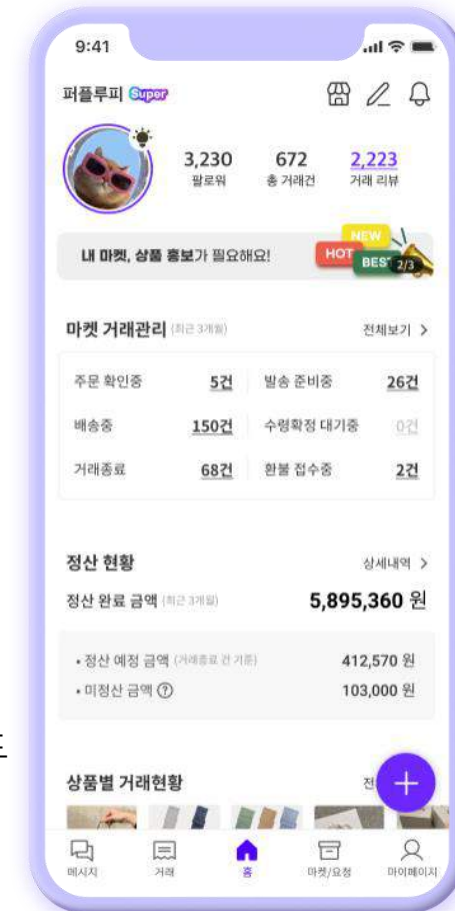 9:41
퍼플루피 Super
3,230 672 2,223
팔로워 총 거래건 거래 리뷰
내 마켓, 상품 홍보가 필요해요!
NEW
HOT
BEST 2/3
마켓 거래관리 (최근 3개월) 전체보기 >
주문 확인중 5건 발송 준비중 26건
배송중 150건 수령확정 대기중 0건
거래종료 68건 환불 접수중 2건
정산 현황 상세내역 >
정산 완료 금액 (최근 3개월) 5,895,360 원
• 정산 예정 금액 (거래종료 건 기준) 412,570 원
• 미정산 금액 ? 103,000 원
상품별 거래현황 전
메시지 거래 홈 마켓/요청 마이페이지